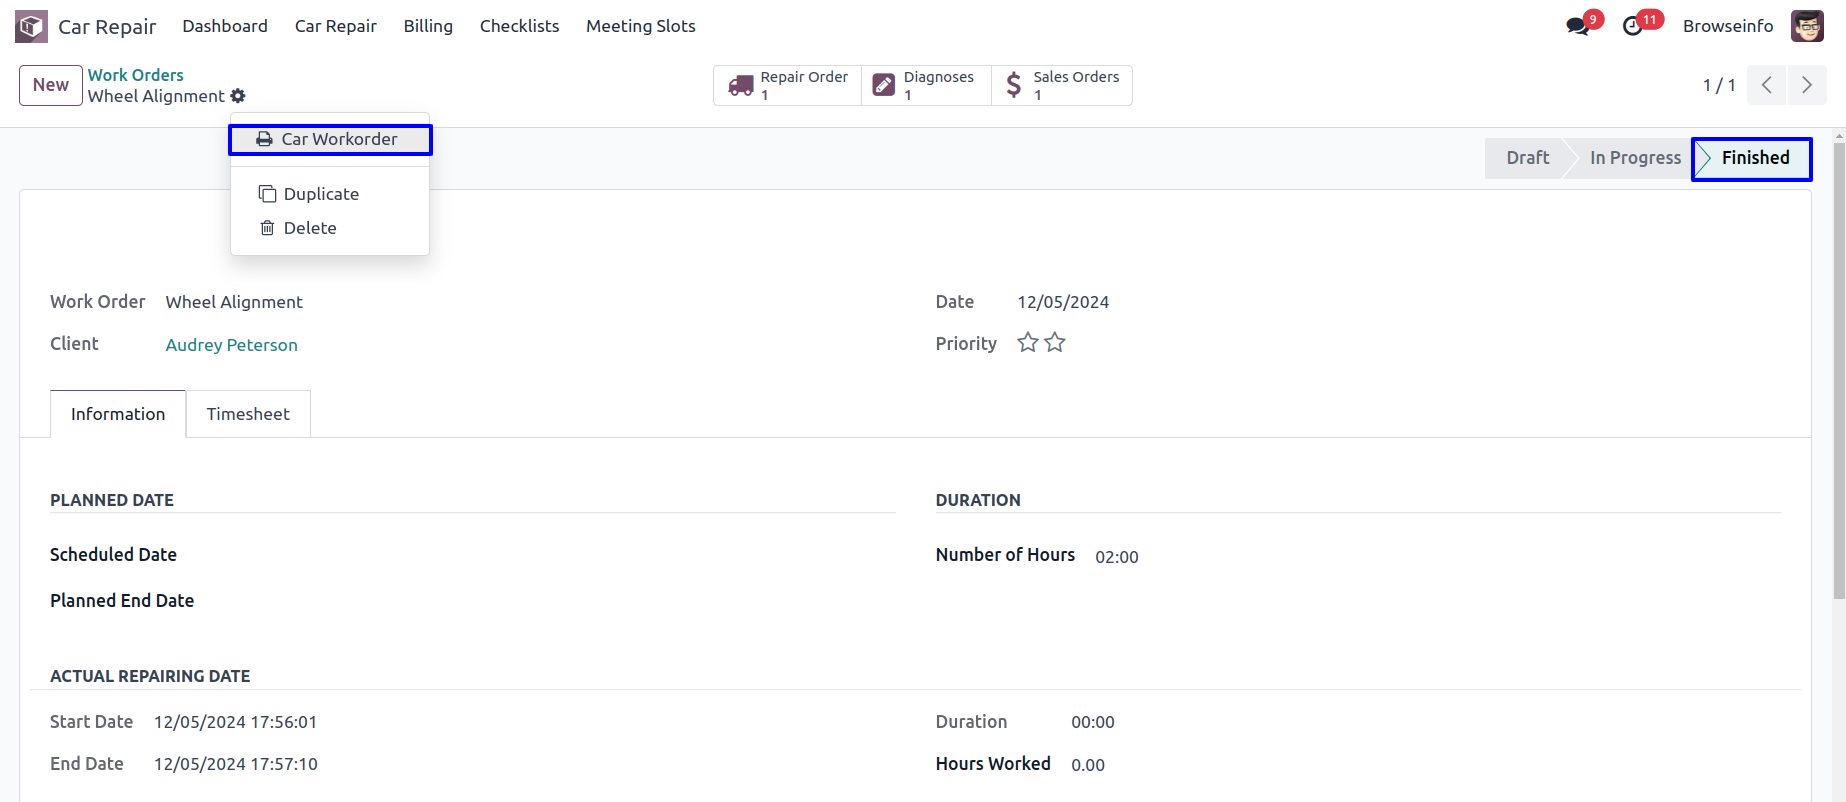 Car Repair Dashboard Car Repair Billing Checklists Meeting Slots 9 11 Browseinfo
New Work Orders Repair Order Diagnoses Sales Orders
Wheel Alignment 1 1 1 1 / 1
Car Workorder
Draft In Progress Finished
Duplicate
Delete
Work Order Wheel Alignment Date 12/05/2024
Client Audrey Peterson Priority
Information Timesheet
PLANNED DATE DURATION
Scheduled Date Number of Hours 02:00
Planned End Date
ACTUAL REPAIRING DATE
Start Date 12/05/2024 17:56:01 Duration 00:00
End Date 12/05/2024 17:57:10 Hours Worked 0.00